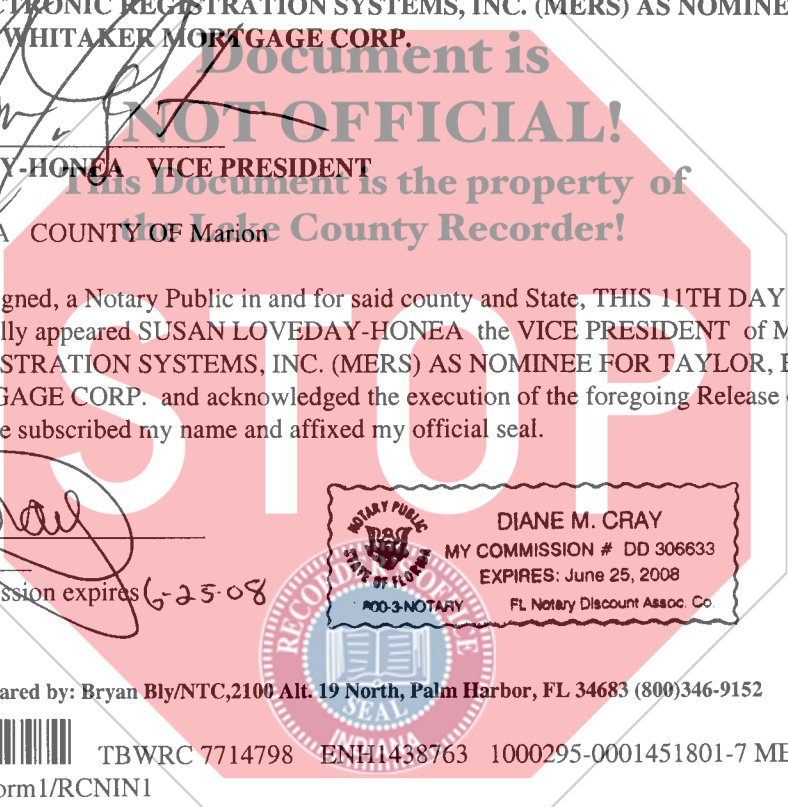 CTRONIC REGISTRATION SYSTEMS, INC. (MERS) AS NOMINE
WHITAKER MORTGAGE CORP.
Document is
NOT OFFICIAL!
Y-HONEA VICE PRESIDENT
This Document is the property of
the Lake County Recorder!
A COUNTY OF Marion
igned, a Notary Public in and for said county and State, THIS 11TH DAY
lly appeared SUSAN LOVEDAY-HONEA the VICE PRESIDENT of M
STRATION SYSTEMS, INC. (MERS) AS NOMINEE FOR TAYLOR, B
GAGE CORP. and acknowledged the execution of the foregoing Release
e subscribed my name and affixed my official seal.
STOP
NOTARY PUBLIC
STATE OF FLORIDA
DIANE M. CRAY
MY COMMISSION # DD 306633
EXPIRES: June 25, 2008
FL Notary Discount Assoc. Co.
ssion expires 6-25-08
RECORDER'S OFFICE
SEAL
INDIANA
ared by: Bryan Bly/NTC,2100 Alt. 19 North, Palm Harbor, FL 34683 (800)346-9152
TBWRC 7714798 ENH1438763 1000295-0001451801-7 ME
orm1/RCNIN1